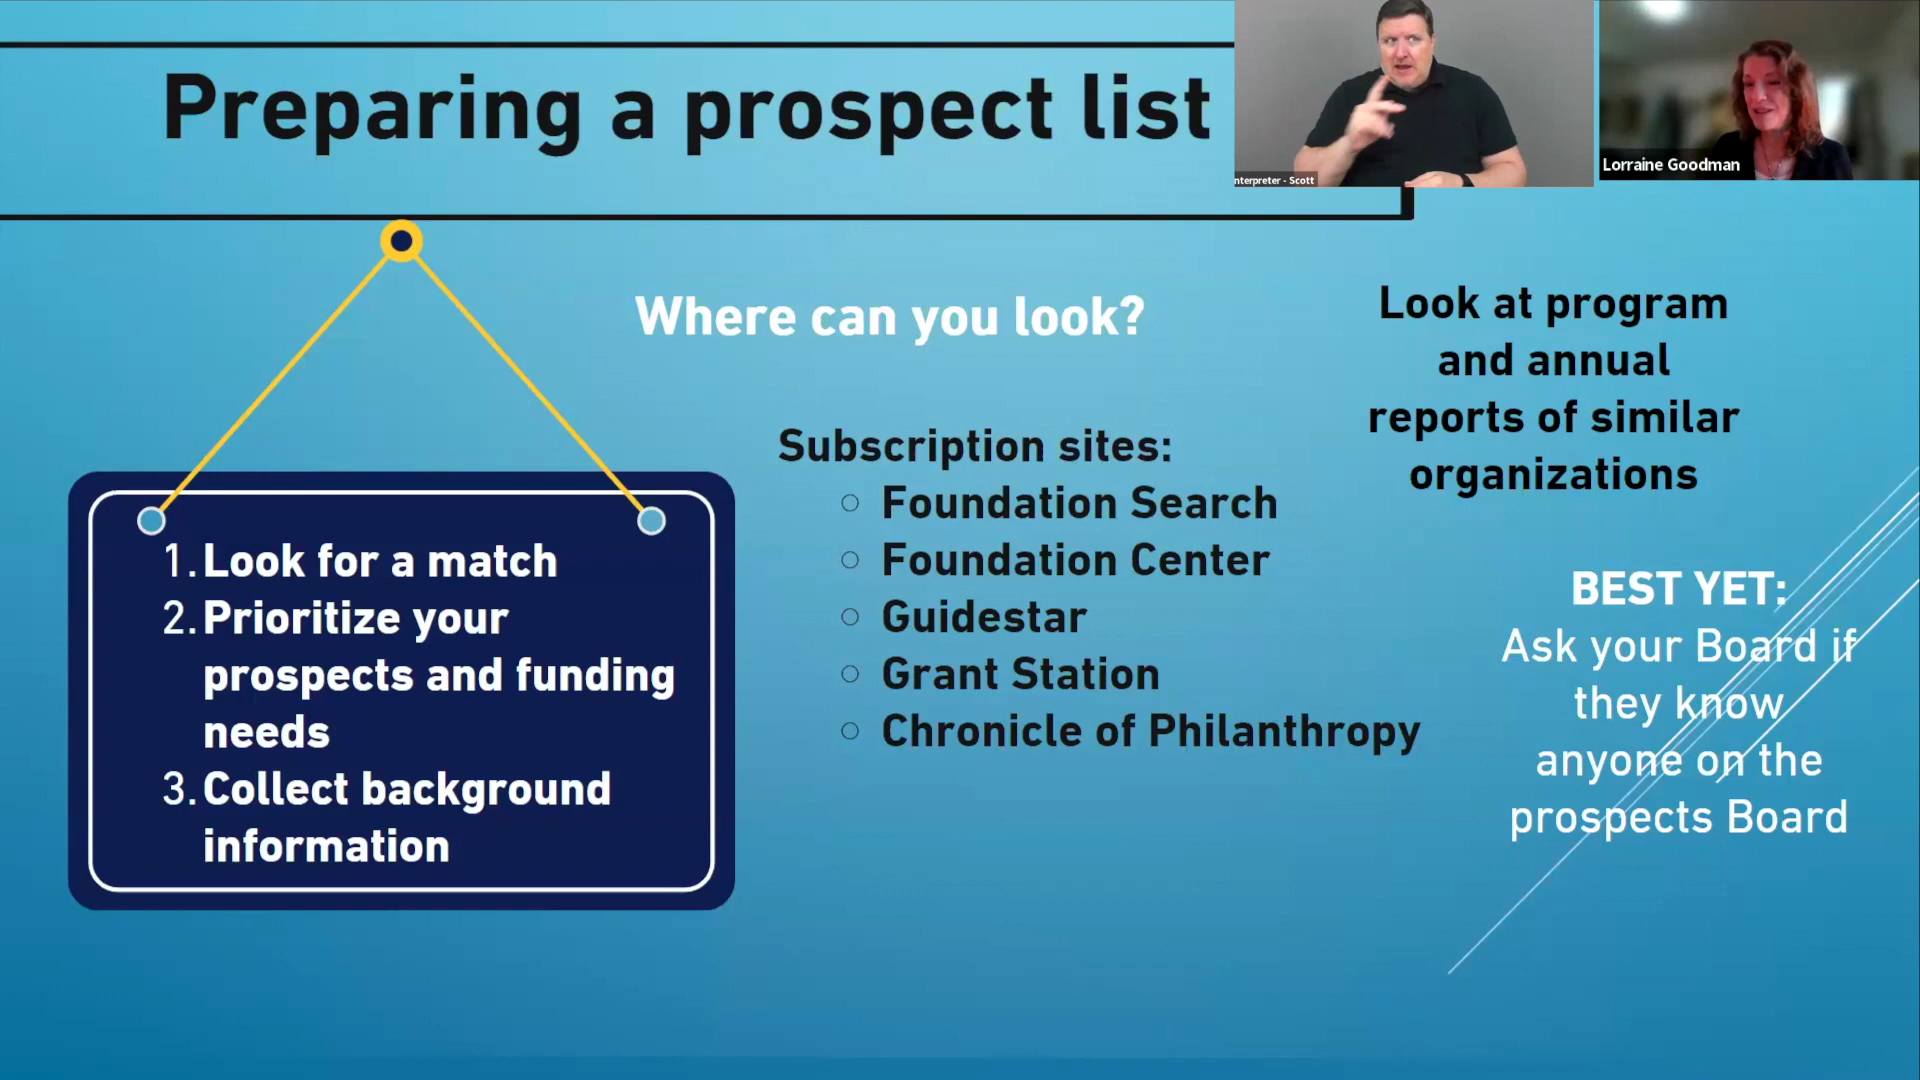 Preparing a prospect list
nterpreter - Scott
Lorraine Goodman
1. Look for a match
2. Prioritize your
prospects and funding
needs
3. Collect background
information
Where can you look?
Subscription sites:
○ Foundation Search
○ Foundation Center
○ Guidestar
○ Grant Station
○ Chronicle of Philanthropy
Look at program
and annual
reports of similar
organizations
BEST YET:
Ask your Board if
they know
anyone on the
prospects Board